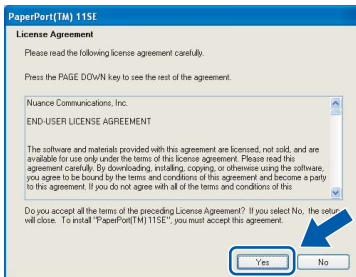 PaperPort(TM) 11SE
License Agreement
Please read the following license agreement carefully.
Press the PAGE DOWN key to see the rest of the agreement.
Nuance Communications, Inc.
END-USER LICENSE AGREEMENT
The software and materials provided with this agreement are licensed, not sold, and are
available for use only under the terms of this license agreement. Please read this
agreement carefully. By downloading, installing, copying, or otherwise using the software,
you agree to be bound by the terms and conditions of this agreement and become a party
to this agreement. If you do not agree with all of the terms and conditions of this
Do you accept all the terms of the preceding License Agreement? If you select No, the setup
will close. To install "PaperPort(TM) 11SE", you must accept this agreement.
Yes
No